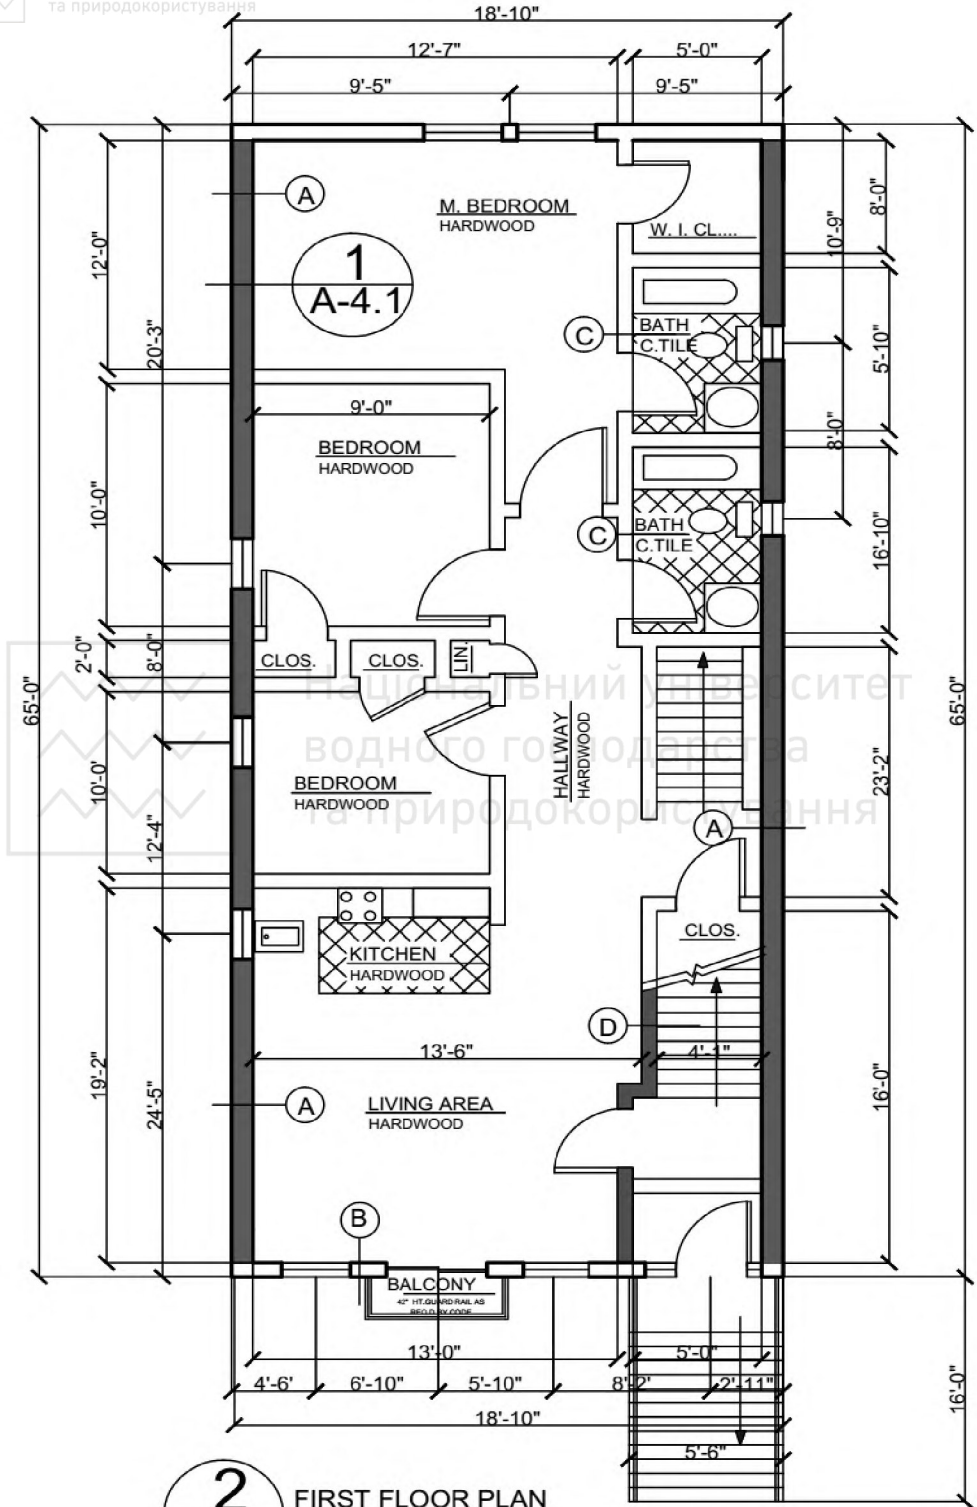 та природокористування
18'-10"
12'-7"
5'-0"
9'-5"
9'-5"
A
M. BEDROOM
HARDWOOD
W. I. CL....
8'-0"
10'-9"
12'-0"
1
A-4.1
20'-3"
C
BATH
C.TILE
5'-10"
8'-0"
9'-0"
BEDROOM
HARDWOOD
10'-0"
C
BATH
C.TILE
16'-10"
2'-0"
8'-0"
CLOS.
CLOS.
LIN.
65'-0"
65'-0"
Національний університет
водного господарства
та природокористування
HALLWAY
HARDWOOD
BEDROOM
HARDWOOD
10'-0'
12'-4"
23'-2"
A
CLOS.
KITCHEN
HARDWOOD
D
13'-6"
4'-1"
19'-2"
24'-5"
16'-0"
A
LIVING AREA
HARDWOOD
B
BALCONY
42" HT.GUARD RAIL AS
REQ.D BY CODE
13'-0"
5'-0"
4'-6'
6'-10"
5'-10"
8'-2'
2'-11"
18'-10"
16'-0"
5'-6"
2
FIRST FLOOR PLAN